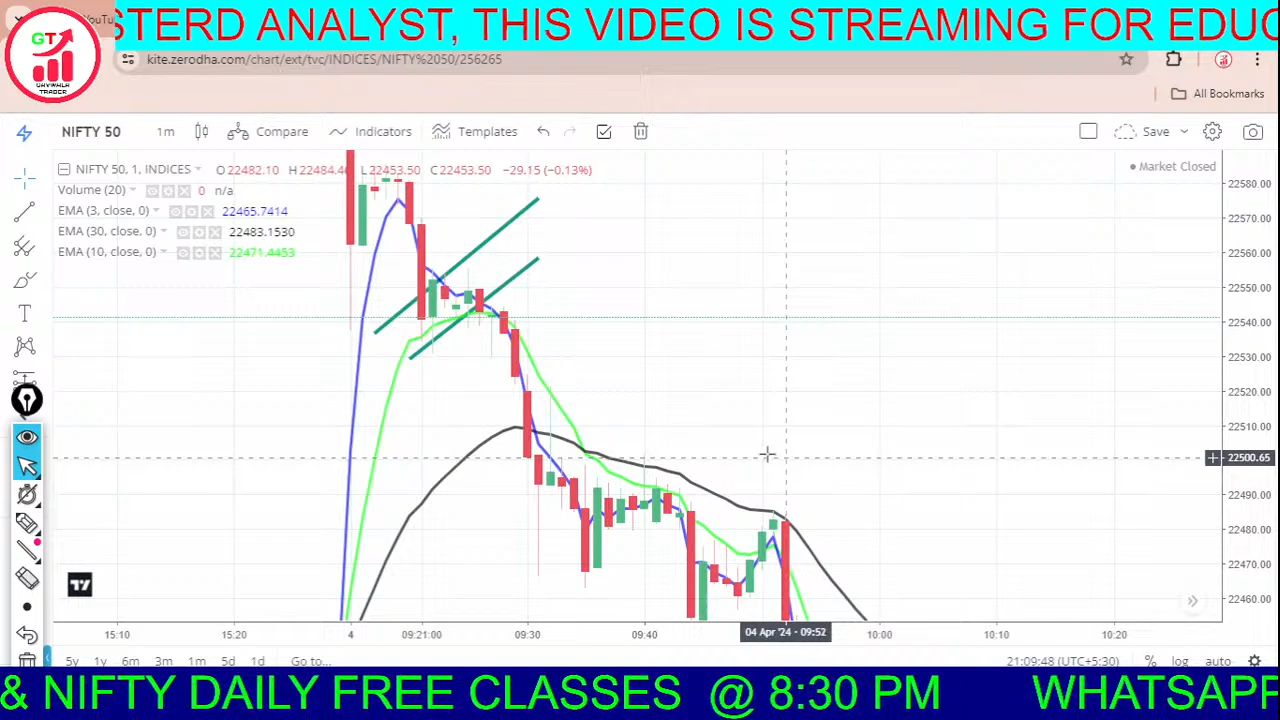 STERD ANALYST, THIS VIDEO IS STREAMING FOR EDUC
GT
GHYWALA
TRADER
kite.zerodha.com/chart/ext/tvc/INDICES/NIFTY%2050/256265
All Bookmarks
NIFTY 50 1m Compare Indicators Templates Save
NIFTY 50, 1, INDICES O22482.10 H22484.40 L22453.50 C22453.50 −29.15 (−0.13%)
Market Closed
Volume (20) 0 n/a
EMA (3, close, 0) 22465.7414
EMA (30, close, 0) 22483.1530
EMA (10, close, 0) 22471.4453
22580.00
22570.00
22560.00
22550.00
22540.00
22530.00
22520.00
22510.00
22500.65
22490.00
22480.00
22470.00
22460.00
15:10 15:20 4 09:21:00 09:30 09:40 04 Apr '24 - 09:52 10:00 10:10 10:20
5y 1y 6m 3m 1m 5d 1d Go to... 21:09:48 (UTC+5:30) % log auto
& NIFTY DAILY FREE CLASSES @ 8:30 PM WHATSAPP